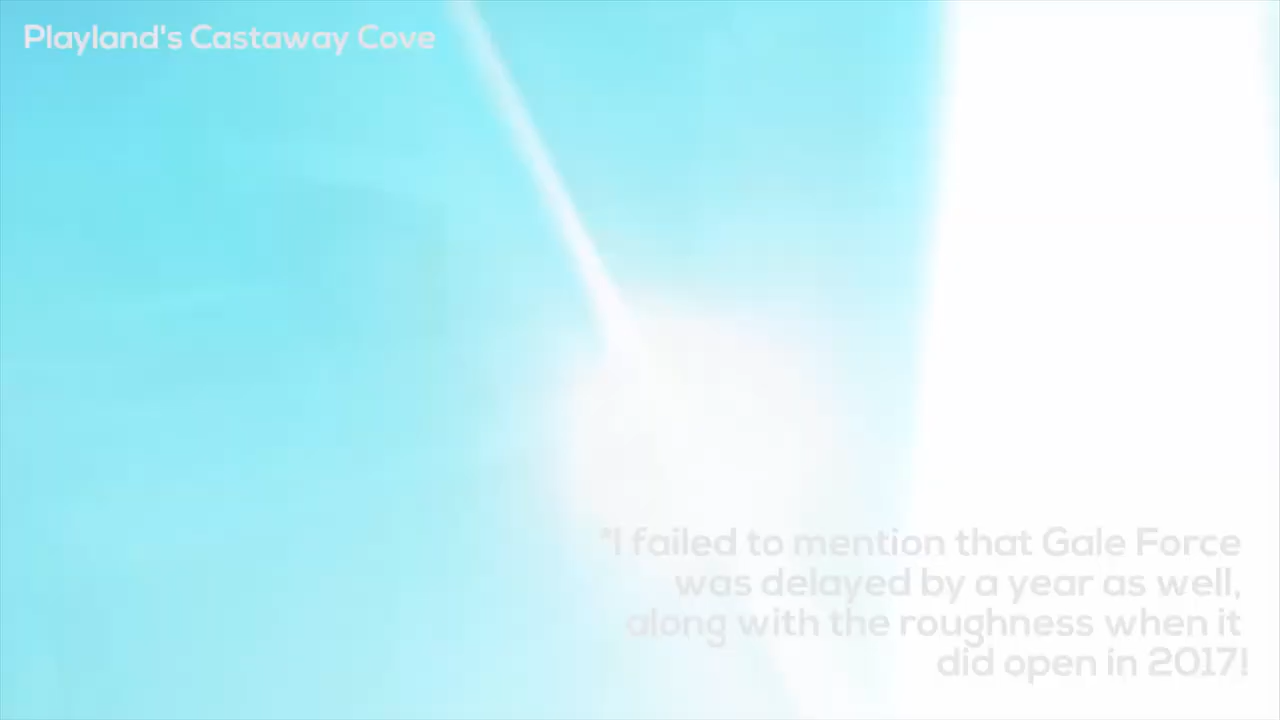 Playland's Castaway Cove
*I failed to mention that Gale Force
was delayed by a year as well,
along with the roughness when it
did open in 2017!